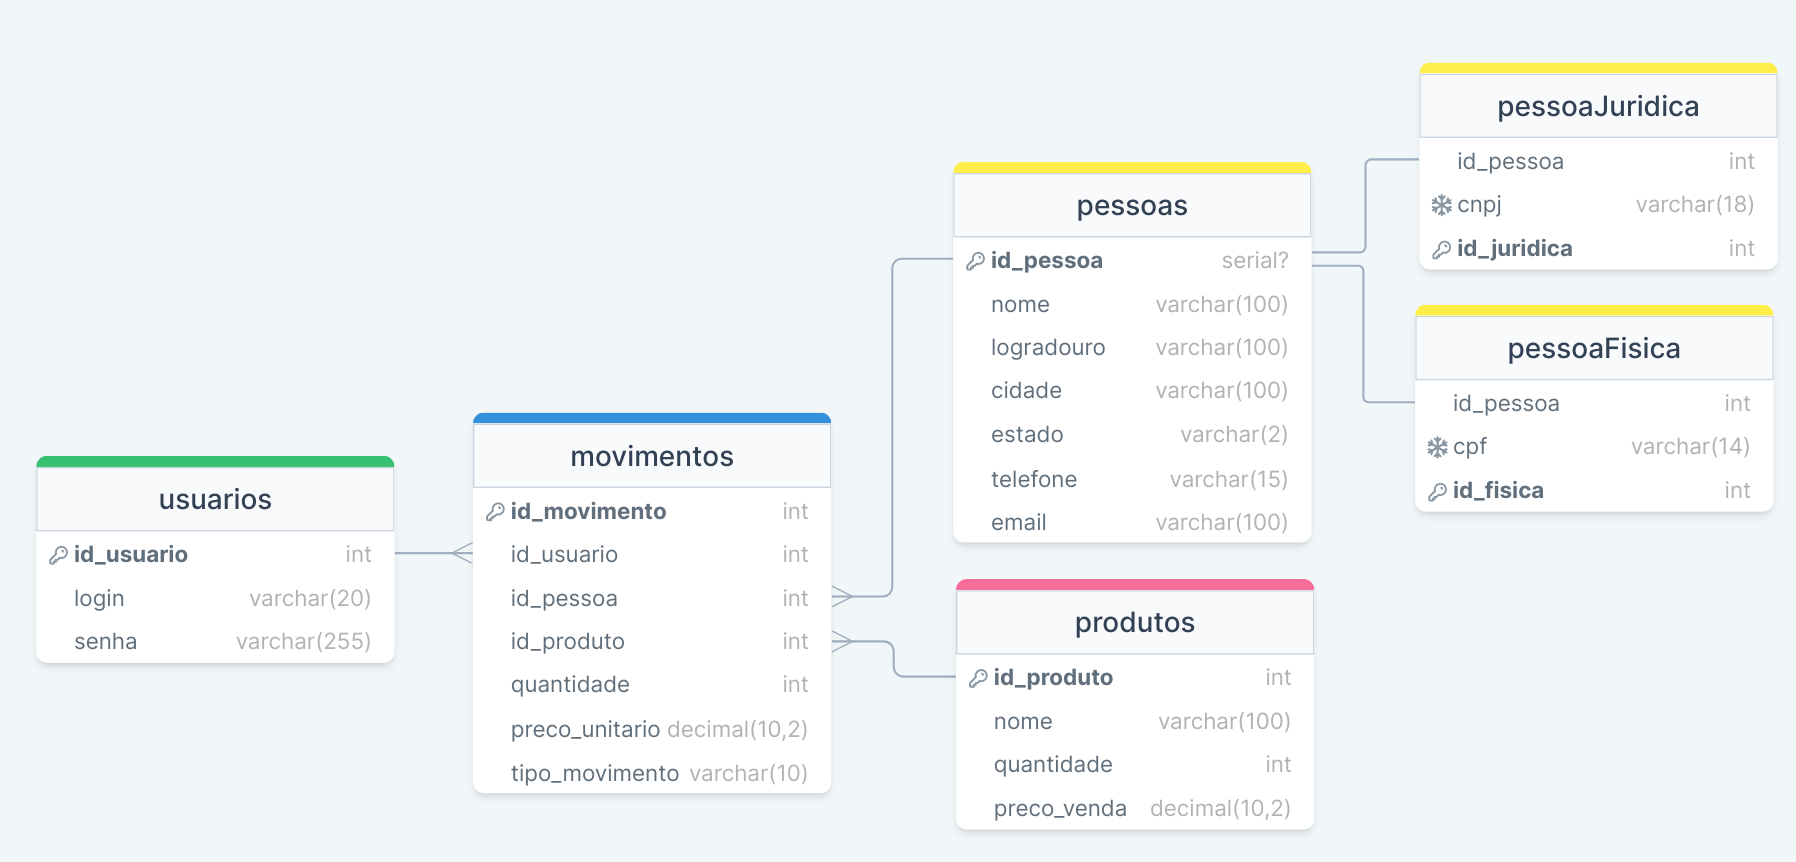 usuarios
id_usuario int
login varchar(20)
senha varchar(255)
movimentos
id_movimento int
id_usuario int
id_pessoa int
id_produto int
quantidade int
preco_unitario decimal(10,2)
tipo_movimento varchar(10)
pessoas
id_pessoa serial?
nome varchar(100)
logradouro varchar(100)
cidade varchar(100)
estado varchar(2)
telefone varchar(15)
email varchar(100)
produtos
id_produto int
nome varchar(100)
quantidade int
preco_venda decimal(10,2)
pessoaJuridica
id_pessoa int
cnpj varchar(18)
id_juridica int
pessoaFisica
id_pessoa int
cpf varchar(14)
id_fisica int